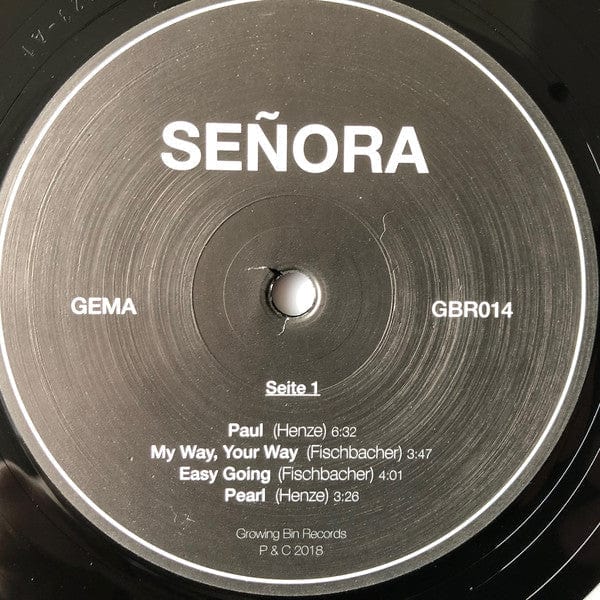 SEÑORA
GEMA
GBR014
Seite 1
Paul (Henze) 6:32
My Way, Your Way (Fischbacher) 3:47
Easy Going (Fischbacher) 4:01
Pearl (Henze) 3:26
Growing Bin Records
P & C 2018